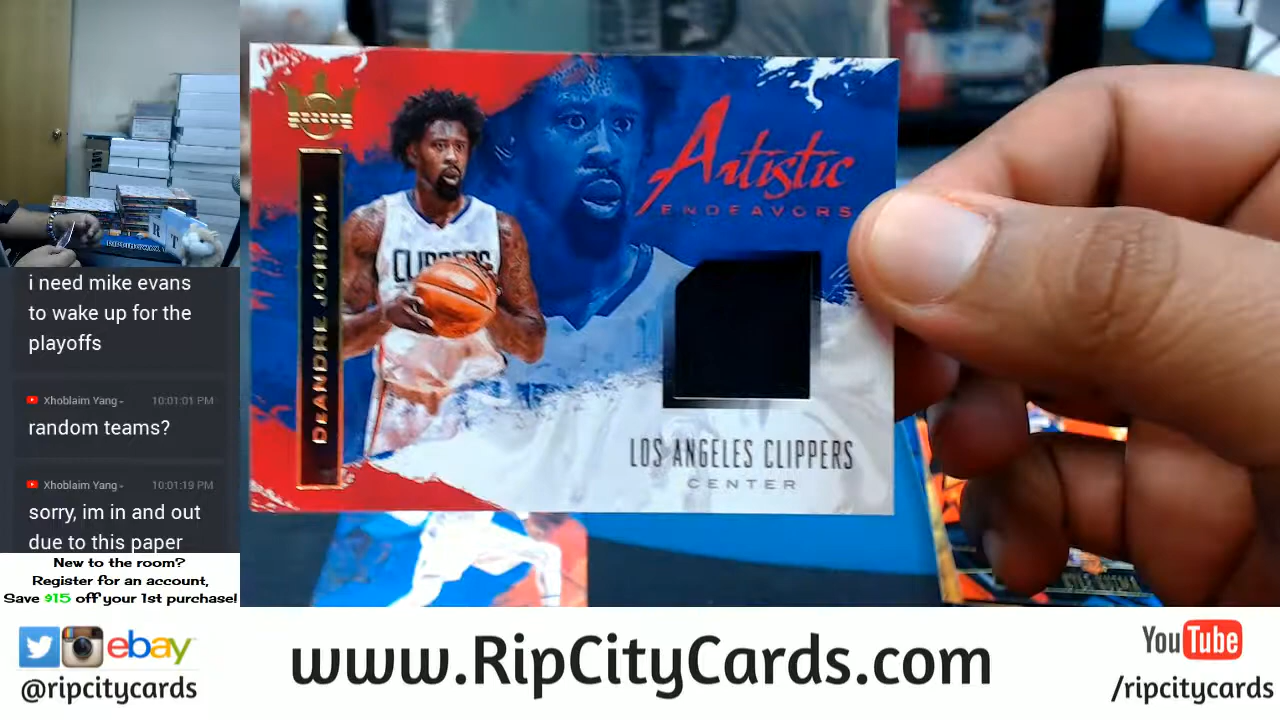 i need mike evans
to wake up for the
playoffs
Xhoblaim Yang -
10:01:01 PM
random teams?
Xhoblaim Yang -
10:01:19 PM
sorry, im in and out
due to this paper
New to the room?
Register for an account,
Save $15 off your 1st purchase!
DeANDRE JORDAN
CLIPPERS
Artistic
ENDEAVORS
LOS ANGELES CLIPPERS
CENTER
ebay
@ripcitycards
www.RipCityCards.com
YouTube
/ripcitycards